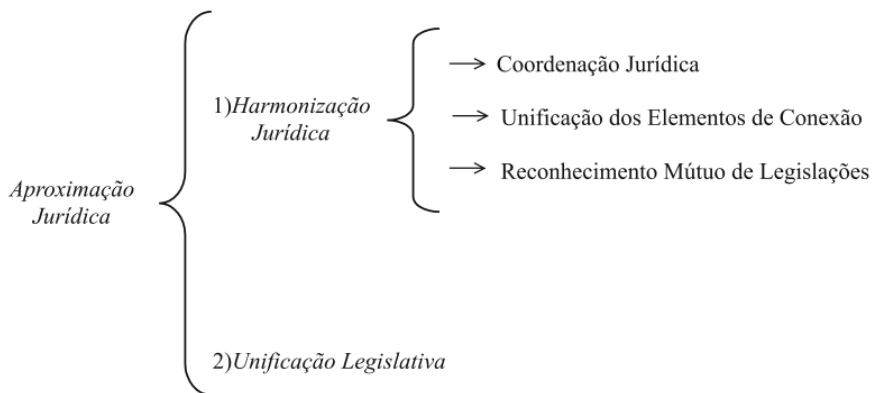 Aproximação
Jurídica
1)Harmonização
Jurídica
→ Coordenação Jurídica
→ Unificação dos Elementos de Conexão
→ Reconhecimento Mútuo de Legislações
2)Unificação Legislativa